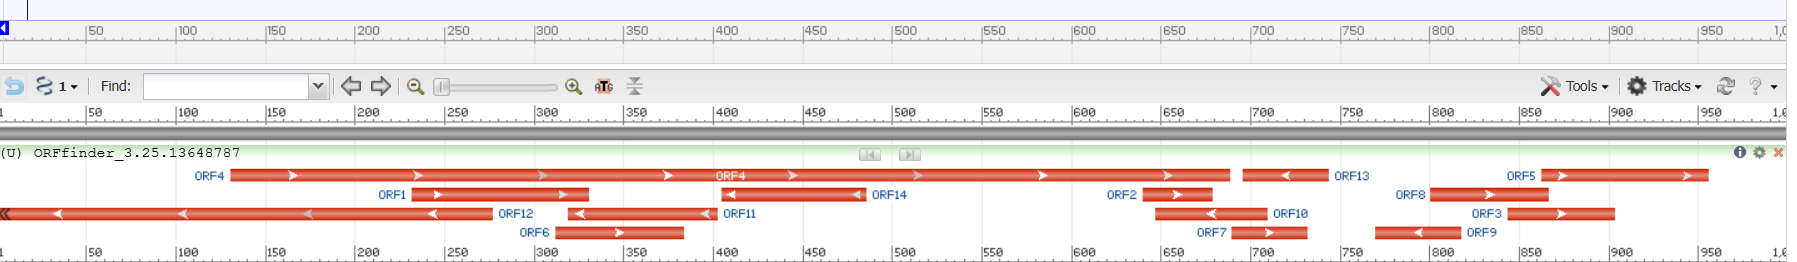 50 100 150 200 250 300 350 400 450 500 550 600 650 700 750 800 850 900 950 1,0
1 Find: ATG Tools Tracks ?
1 50 100 150 200 250 300 350 400 450 500 550 600 650 700 750 800 850 900 950 1,0
(U) ORFfinder_3.25.13648787
ORF4 ORF4 ORF13 ORF5
ORF1 ORF14 ORF2 ORF8
ORF12 ORF11 ORF10 ORF3
ORF6 ORF7 ORF9
1 50 100 150 200 250 300 350 400 450 500 550 600 650 700 750 800 850 900 950 1,0